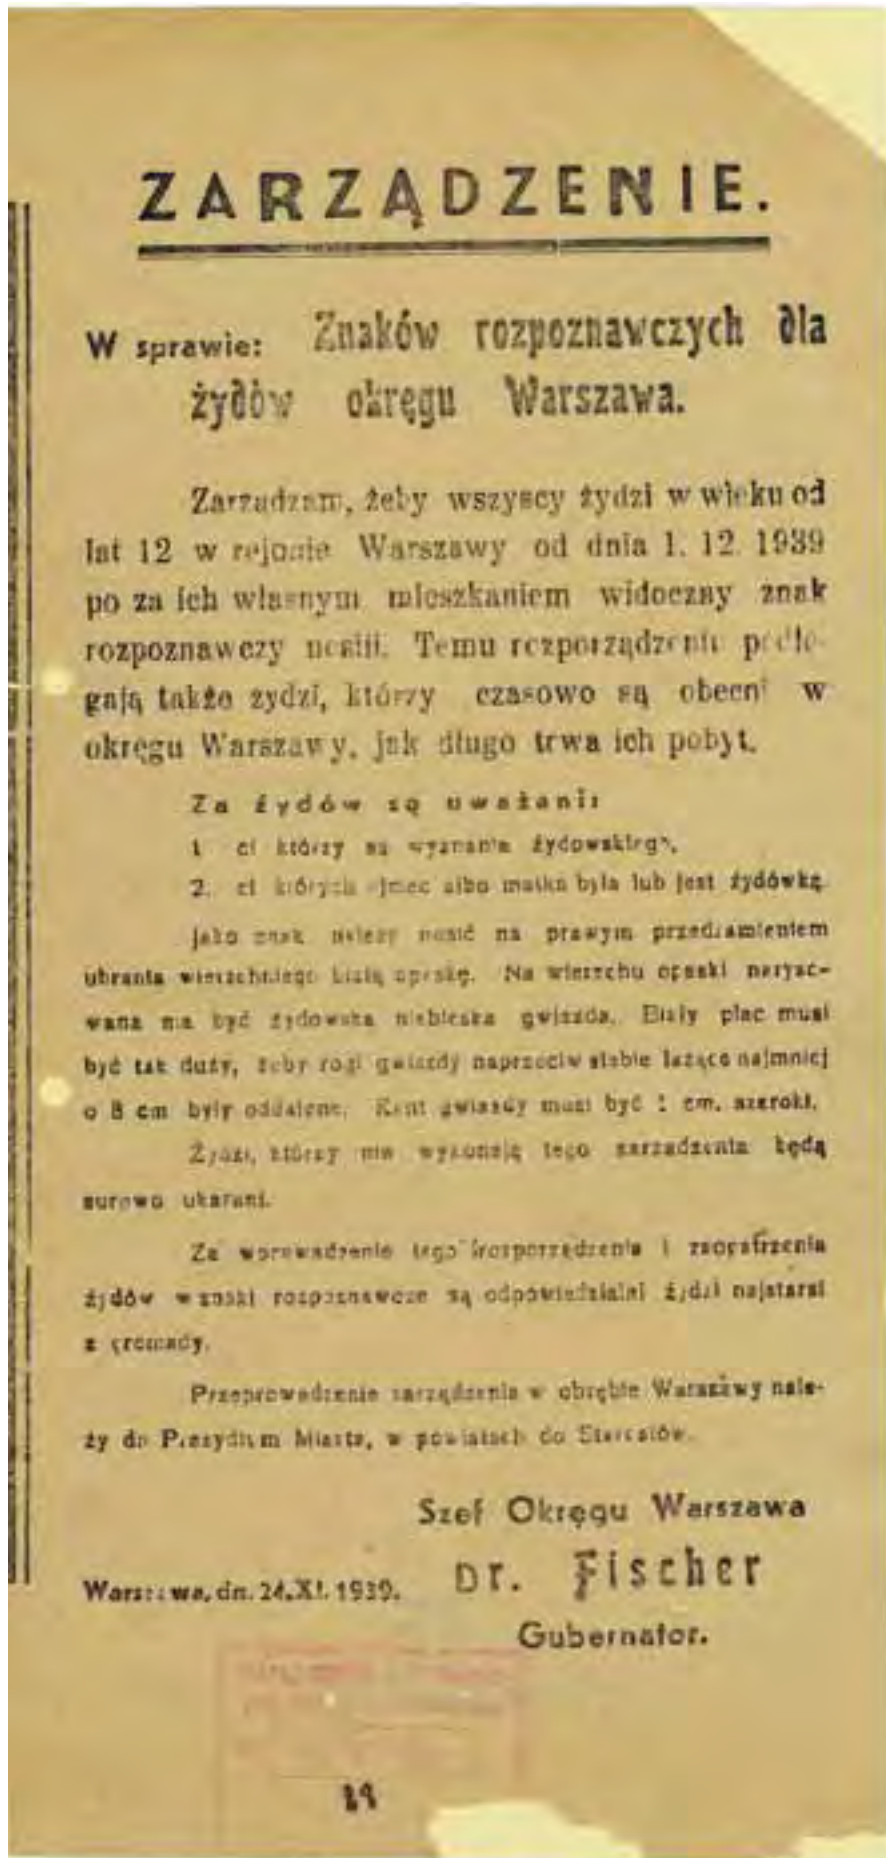 ZARZĄDZENIE.
W sprawie: Znaków rozpoznawczych dla
żydów okręgu Warszawa.
Zarządzam, żeby wszyscy żydzi w wieku od
lat 12 w rejonie Warszawy od dnia 1. 12. 1939
po za ich własnym mieszkaniem widoczny znak
rozpoznawczy nosili. Temu rozporządzeniu podle-
gają także żydzi, którzy czasowo są obecni w
okręgu Warszawy, jak długo trwa ich pobyt.
Za żydów są uważani:
1. ci którzy są wyznania żydowskiego,
2. ci których ojciec albo matka była lub jest żydówką.
Jako znak należy nosić na prawym przedramieniem
ubrania wierzchniego białą opaskę. Na wierzchu opaski naryso-
wana ma być żydowska niebieska gwiazda. Biały plac musi
być tak duży, żeby rogi gwiazdy naprzeciw siebie leżące najmniej
o 8 cm były oddalone. Kant gwiazdy musi być 1 cm. szeroki.
Żydzi, którzy nie wykonają tego zarządzenia będą
surowo ukarani.
Za wprowadzenie tego rozporządzenia i zaopatrzenia
żydów w znaki rozpoznawcze są odpowiedzialni żydzi najstarsi
z gromady.
Przeprowadzenie zarządzenia w obrębie Warszawy nale-
ży do Prezydium Miasta, w powiatach do Starostów.
Szef Okręgu Warszawa
Warszawa, dn. 24.XI. 1939. Dr. Fischer
Gubernator.
29